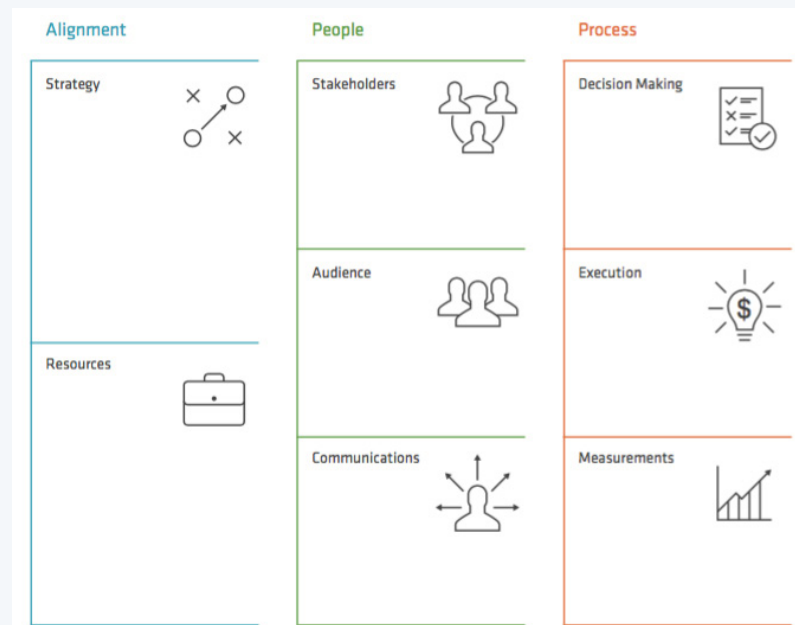 Alignment
People
Process
Strategy
Stakeholders
Decision Making
Audience
Execution
Resources
Communications
Measurements
$